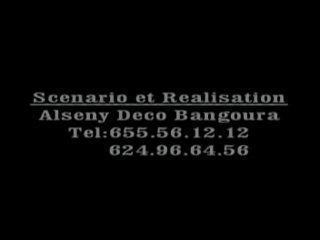 Scenario et Realisation
Alseny Deco Bangoura
Tel:655.56.12.12
624.96.64.56